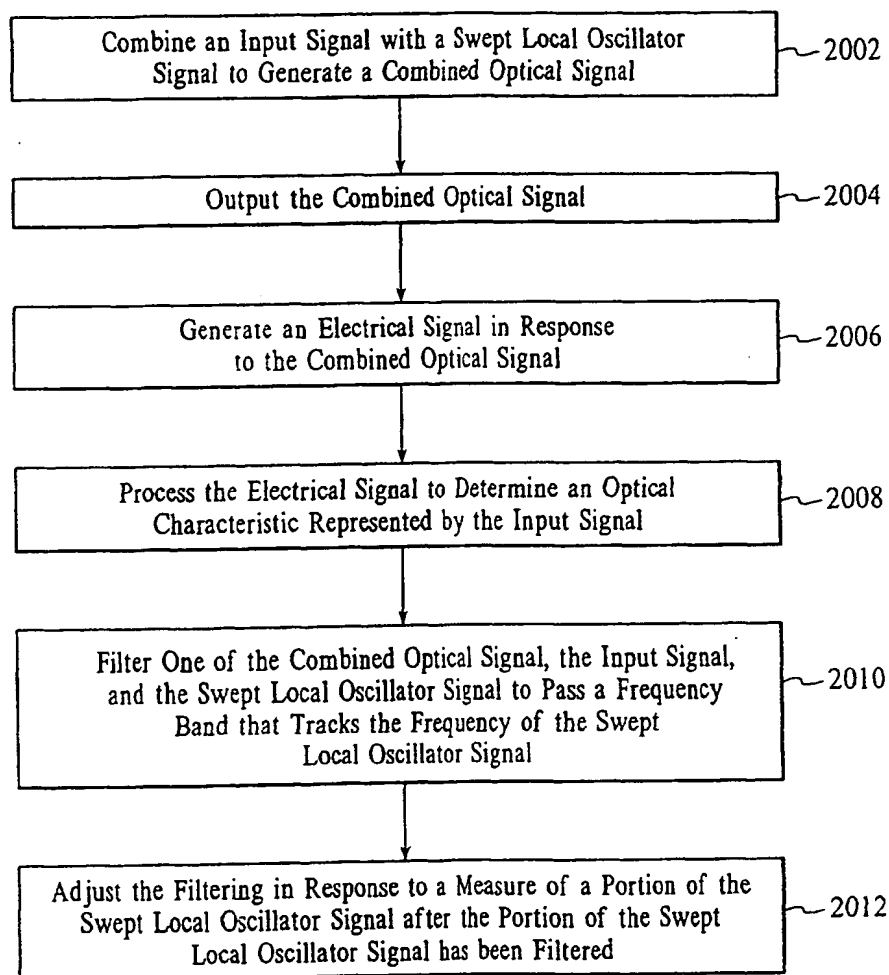 Combine an Input Signal with a Swept Local Oscillator
Signal to Generate a Combined Optical Signal
2002
Output the Combined Optical Signal
2004
Generate an Electrical Signal in Response
to the Combined Optical Signal
2006
Process the Electrical Signal to Determine an Optical
Characteristic Represented by the Input Signal
2008
Filter One of the Combined Optical Signal, the Input Signal,
and the Swept Local Oscillator Signal to Pass a Frequency
Band that Tracks the Frequency of the Swept
Local Oscillator Signal
2010
Adjust the Filtering in Response to a Measure of a Portion of the
Swept Local Oscillator Signal after the Portion of the Swept
Local Oscillator Signal has been Filtered
2012